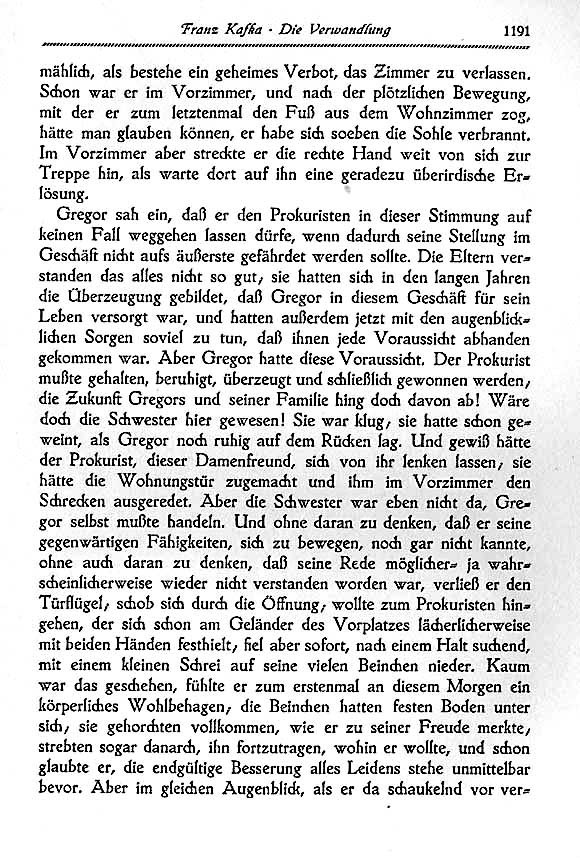 Franz Kafka · Die Verwandlung 1191
mählich, als bestehe ein geheimes Verbot, das Zimmer zu verlassen.
Schon war er im Vorzimmer, und nach der plötzlichen Bewegung,
mit der er zum letztenmal den Fuß aus dem Wohnzimmer zog,
hätte man glauben können, er habe sich soeben die Sohle verbrannt.
Im Vorzimmer aber streckte er die rechte Hand weit von sich zur
Treppe hin, als warte dort auf ihn eine geradezu überirdische Er=
lösung.
Gregor sah ein, daß er den Prokuristen in dieser Stimmung auf
keinen Fall weggehen lassen dürfe, wenn dadurch seine Stellung im
Geschäft nicht aufs äußerste gefährdet werden sollte. Die Eltern ver=
standen das alles nicht so gut; sie hatten sich in den langen Jahren
die Überzeugung gebildet, daß Gregor in diesem Geschäft für sein
Leben versorgt war, und hatten außerdem jetzt mit den augenblick=
lichen Sorgen soviel zu tun, daß ihnen jede Voraussicht abhanden
gekommen war. Aber Gregor hatte diese Voraussicht. Der Prokurist
mußte gehalten, beruhigt, überzeugt und schließlich gewonnen werden;
die Zukunft Gregors und seiner Familie hing doch davon ab! Wäre
doch die Schwester hier gewesen! Sie war klug; sie hatte schon ge=
weint, als Gregor noch ruhig auf dem Rücken lag. Und gewiß hätte
der Prokurist, dieser Damenfreund, sich von ihr lenken lassen; sie
hätte die Wohnungstür zugemacht und ihm im Vorzimmer den
Schrecken ausgeredet. Aber die Schwester war eben nicht da, Gre=
gor selbst mußte handeln. Und ohne daran zu denken, daß er seine
gegenwärtigen Fähigkeiten, sich zu bewegen, noch gar nicht kannte,
ohne auch daran zu denken, daß seine Rede möglicher= ja wahr=
scheinlicherweise wieder nicht verstanden worden war, verließ er den
Türflügel; schob sich durch die Öffnung; wollte zum Prokuristen hin=
gehen, der sich schon am Geländer des Vorplatzes lächerlicherweise
mit beiden Händen festhielt; fiel aber sofort, nach einem Halt suchend,
mit einem kleinen Schrei auf seine vielen Beinchen nieder. Kaum
war das geschehen, fühlte er zum erstenmal an diesem Morgen ein
körperliches Wohlbehagen; die Beinchen hatten festen Boden unter
sich; sie gehorchten vollkommen, wie er zu seiner Freude merkte;
strebten sogar danarch, ihn fortzutragen, wohin er wollte, und schon
glaubte er, die endgültige Besserung alles Leidens stehe unmittelbar
bevor. Aber im gleichen Augenblick, als er da schaukelnd vor ver=